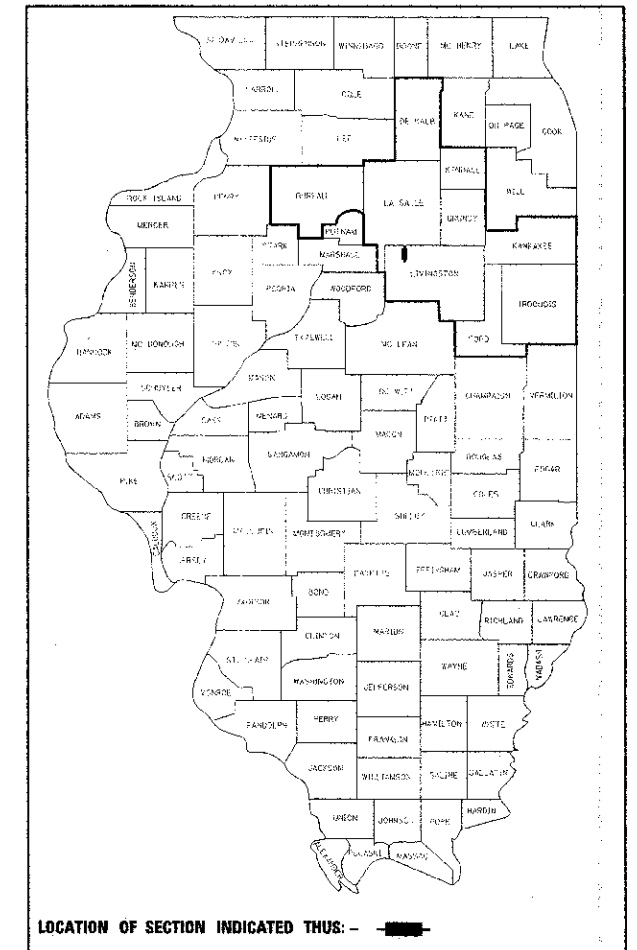 STEPHENSON WINNEBAGO BOONE MC HENRY LAKE
CARROLL OGLE DE KALB KANE DU PAGE COOK
LEE KENDALL WILL
ROCK ISLAND HENRY BUREAU LA SALLE GRUNDY
MERCER PUTNAM KANKAKEE
STARK MARSHALL LIVINGSTON
HENDERSON WARREN KNOX PEORIA WOODFORD IROQUOIS
FORD
HANCOCK MC DONOUGH TAZEWELL MC LEAN
MASON
SCHUYLER LOGAN DE WITT CHAMPAIGN VERMILION
ADAMS BROWN CASS MENARD PIATT
MACON
MORGAN SANGAMON DOUGLAS EDGAR
PIKE SCOTT CHRISTIAN MOULTRIE
COLES
GREENE SHELBY
CALHOUN MONTGOMERY CUMBERLAND CLARK
JERSEY
EFFINGHAM JASPER CRAWFORD
MADISON BOND
CLAY RICHLAND LAWRENCE
CLINTON MARION
ST. CLAIR WAYNE EDWARDS WABASH
WASHINGTON JEFFERSON
MONROE
RANDOLPH PERRY HAMILTON WHITE
FRANKLIN
JACKSON WILLIAMSON SALINE GALLATIN
HARDIN
UNION JOHNSON POPE
ALEXANDER PULASKI MASSAC
LOCATION OF SECTION INDICATED THUS: -